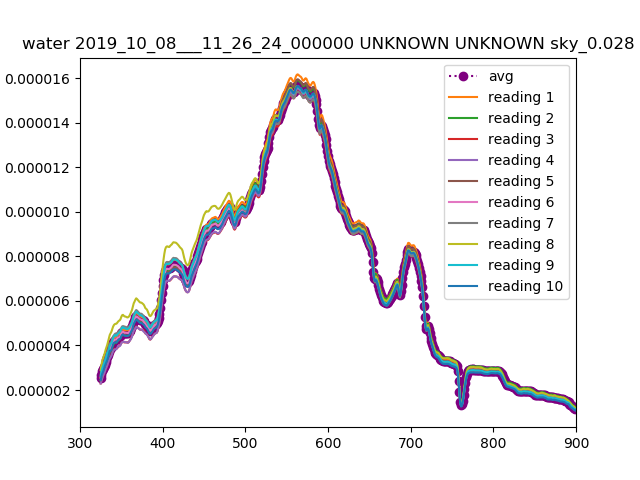 water 2019_10_08___11_26_24_000000 UNKNOWN UNKNOWN sky_0.028
0.000016
0.000014
0.000012
0.000010
0.000008
0.000006
0.000004
0.000002
300 400 500 600 700 800 900
avg
reading 1
reading 2
reading 3
reading 4
reading 5
reading 6
reading 7
reading 8
reading 9
reading 10